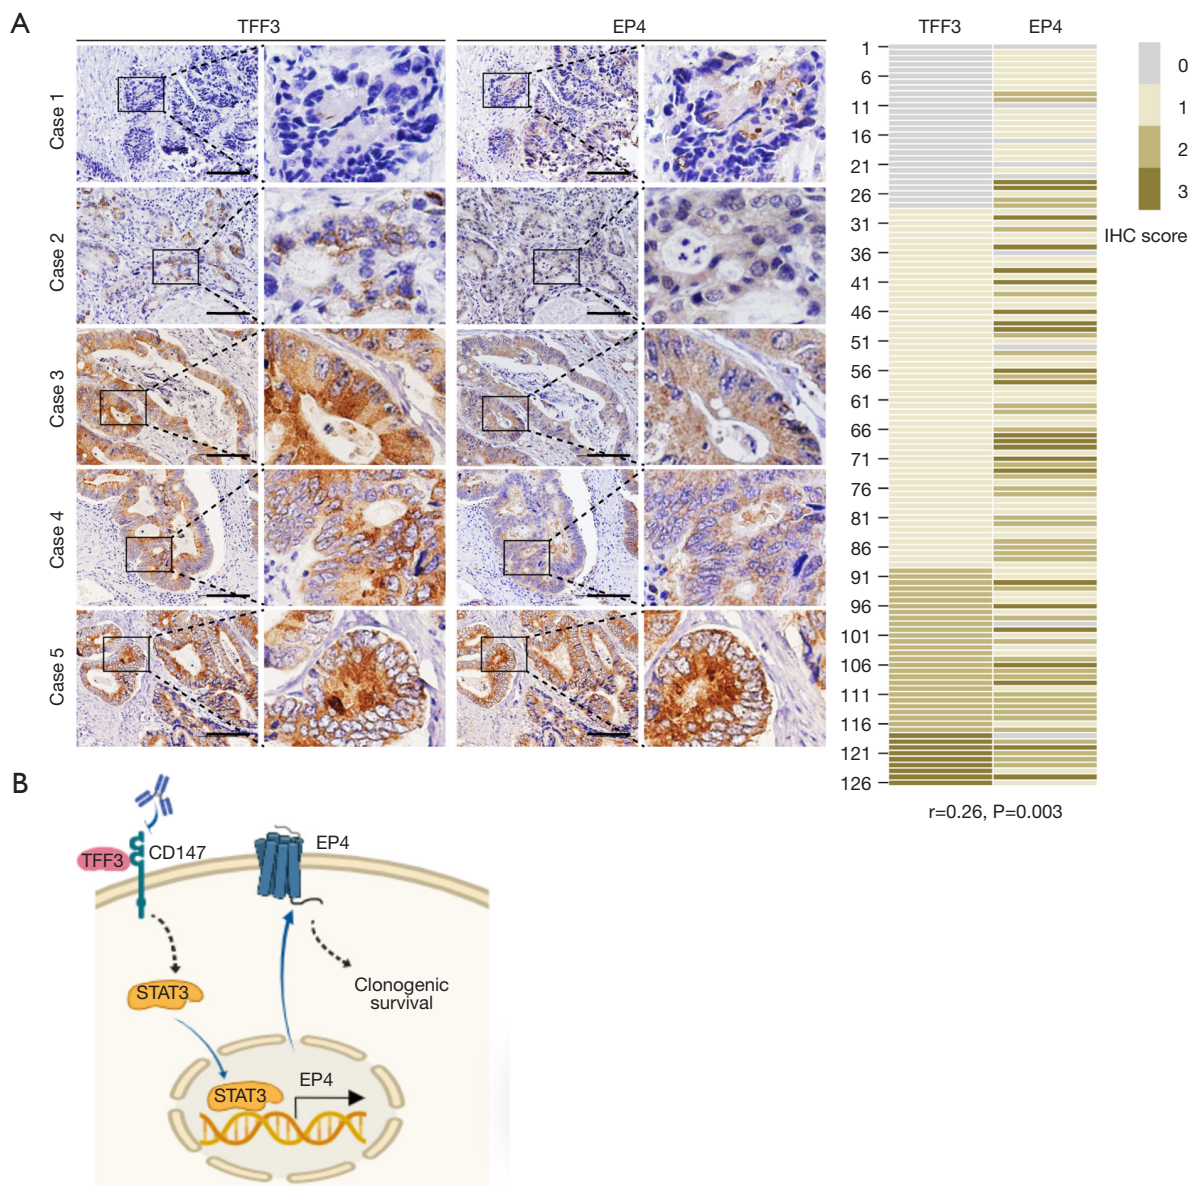 A
TFF3
EP4
Case 1
Case 2
Case 3
Case 4
Case 5
TFF3
EP4
1
6
11
16
21
26
31
36
41
46
51
56
61
66
71
76
81
86
91
96
101
106
111
116
121
126
0
1
2
3
IHC score
r=0.26, P=0.003
B
TFF3
CD147
EP4
STAT3
Clonogenic
survival
STAT3
EP4